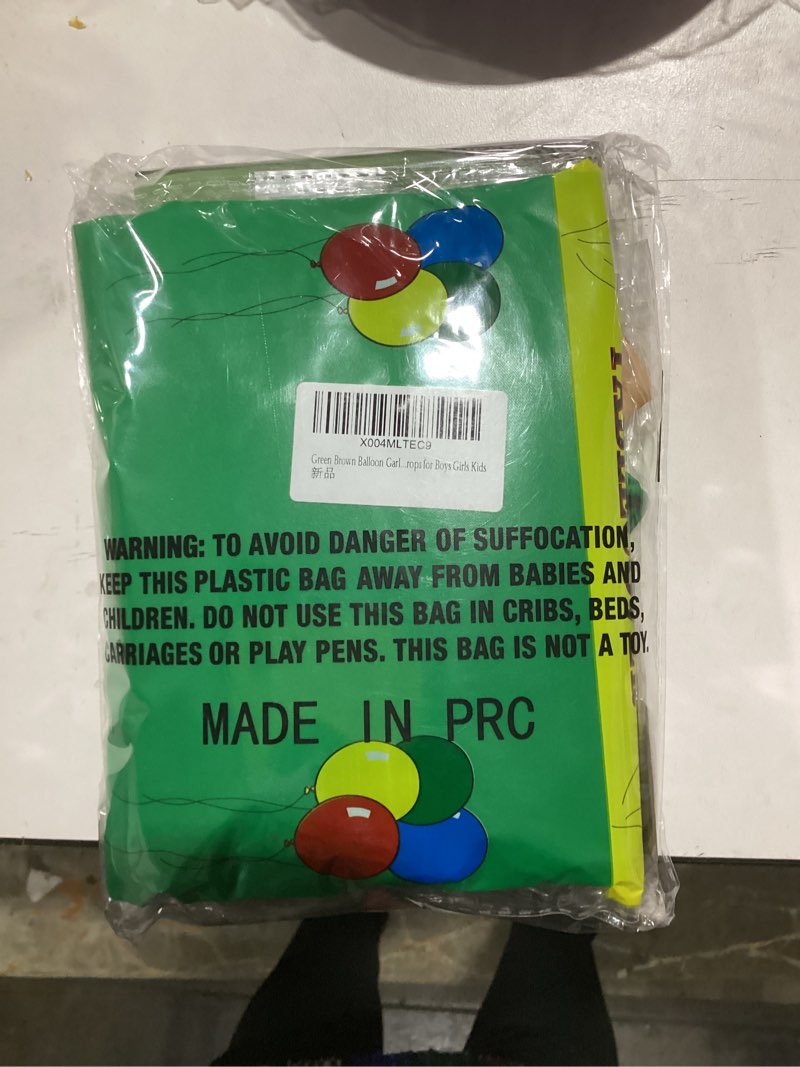 X004MLTEC9
Green Brown Balloon Garl...rops for Boys Girls Kids
新品
WARNING: TO AVOID DANGER OF SUFFOCATION,
KEEP THIS PLASTIC BAG AWAY FROM BABIES AND
CHILDREN. DO NOT USE THIS BAG IN CRIBS, BEDS,
CARRIAGES OR PLAY PENS. THIS BAG IS NOT A TOY.
MADE IN PRC